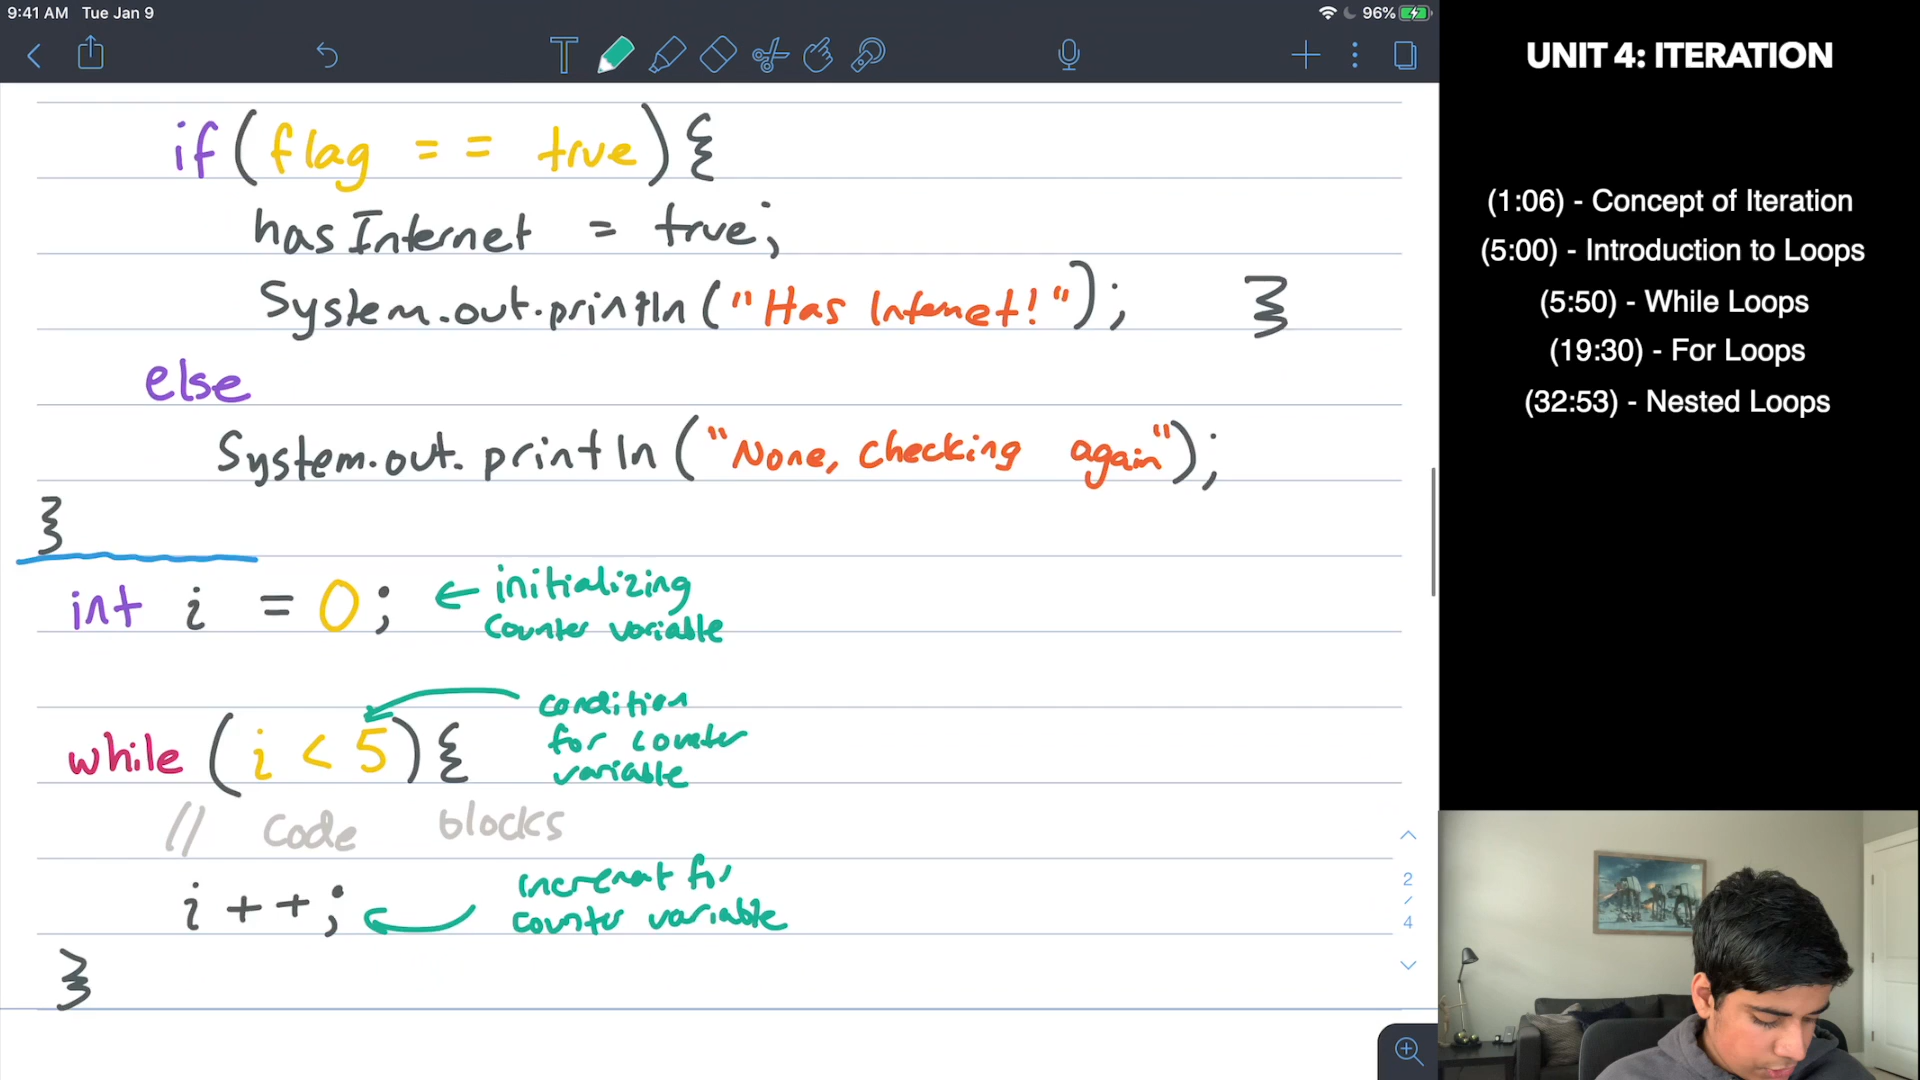 9:41 AM Tue Jan 9
96%
if (flag == true){
hasInternet = true;
System.out.println("Has Internet!"); }
else
System.out.println("None, checking again");
}
int i = 0; ← initializing
counter variable
condition
for counter
variable
while (i < 5){
// Code blocks
increment for
counter variable
i++;
}
2
4
UNIT 4: ITERATION
(1:06) - Concept of Iteration
(5:00) - Introduction to Loops
(5:50) - While Loops
(19:30) - For Loops
(32:53) - Nested Loops